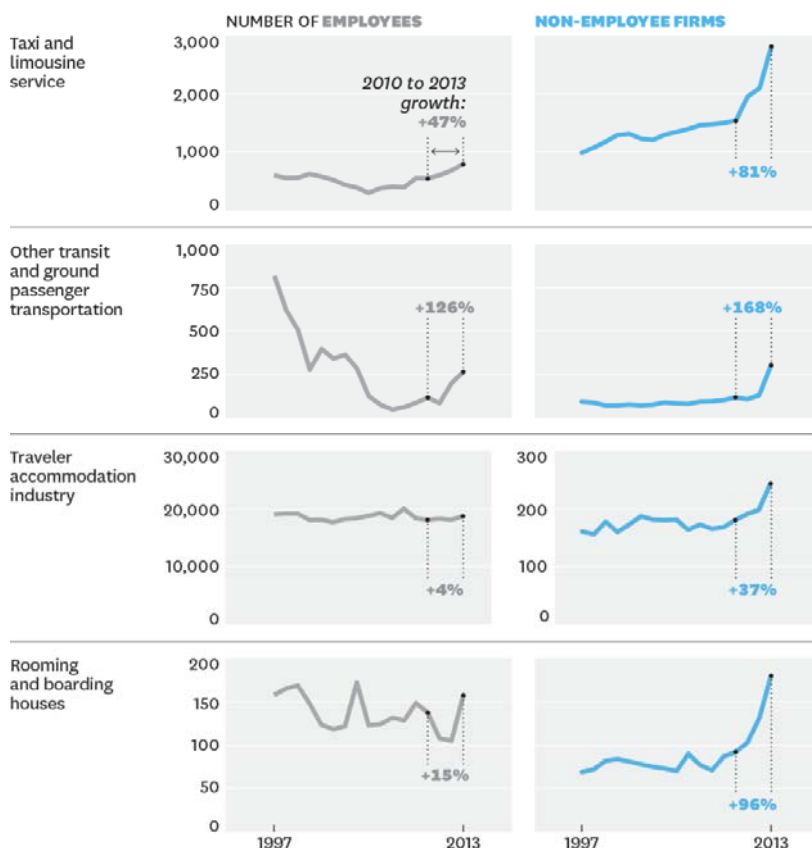 NUMBER OF EMPLOYEES
NON-EMPLOYEE FIRMS
Taxi and
limousine
service
3,000
2,000
1,000
0
2010 to 2013
growth:
+47%
+81%
Other transit
and ground
passenger
transportation
1,000
750
500
250
0
+126%
+168%
Traveler
accommodation
industry
30,000
20,000
10,000
0
+4%
300
200
100
0
+37%
Rooming
and boarding
houses
200
150
100
50
0
+15%
+96%
1997
2013
1997
2013